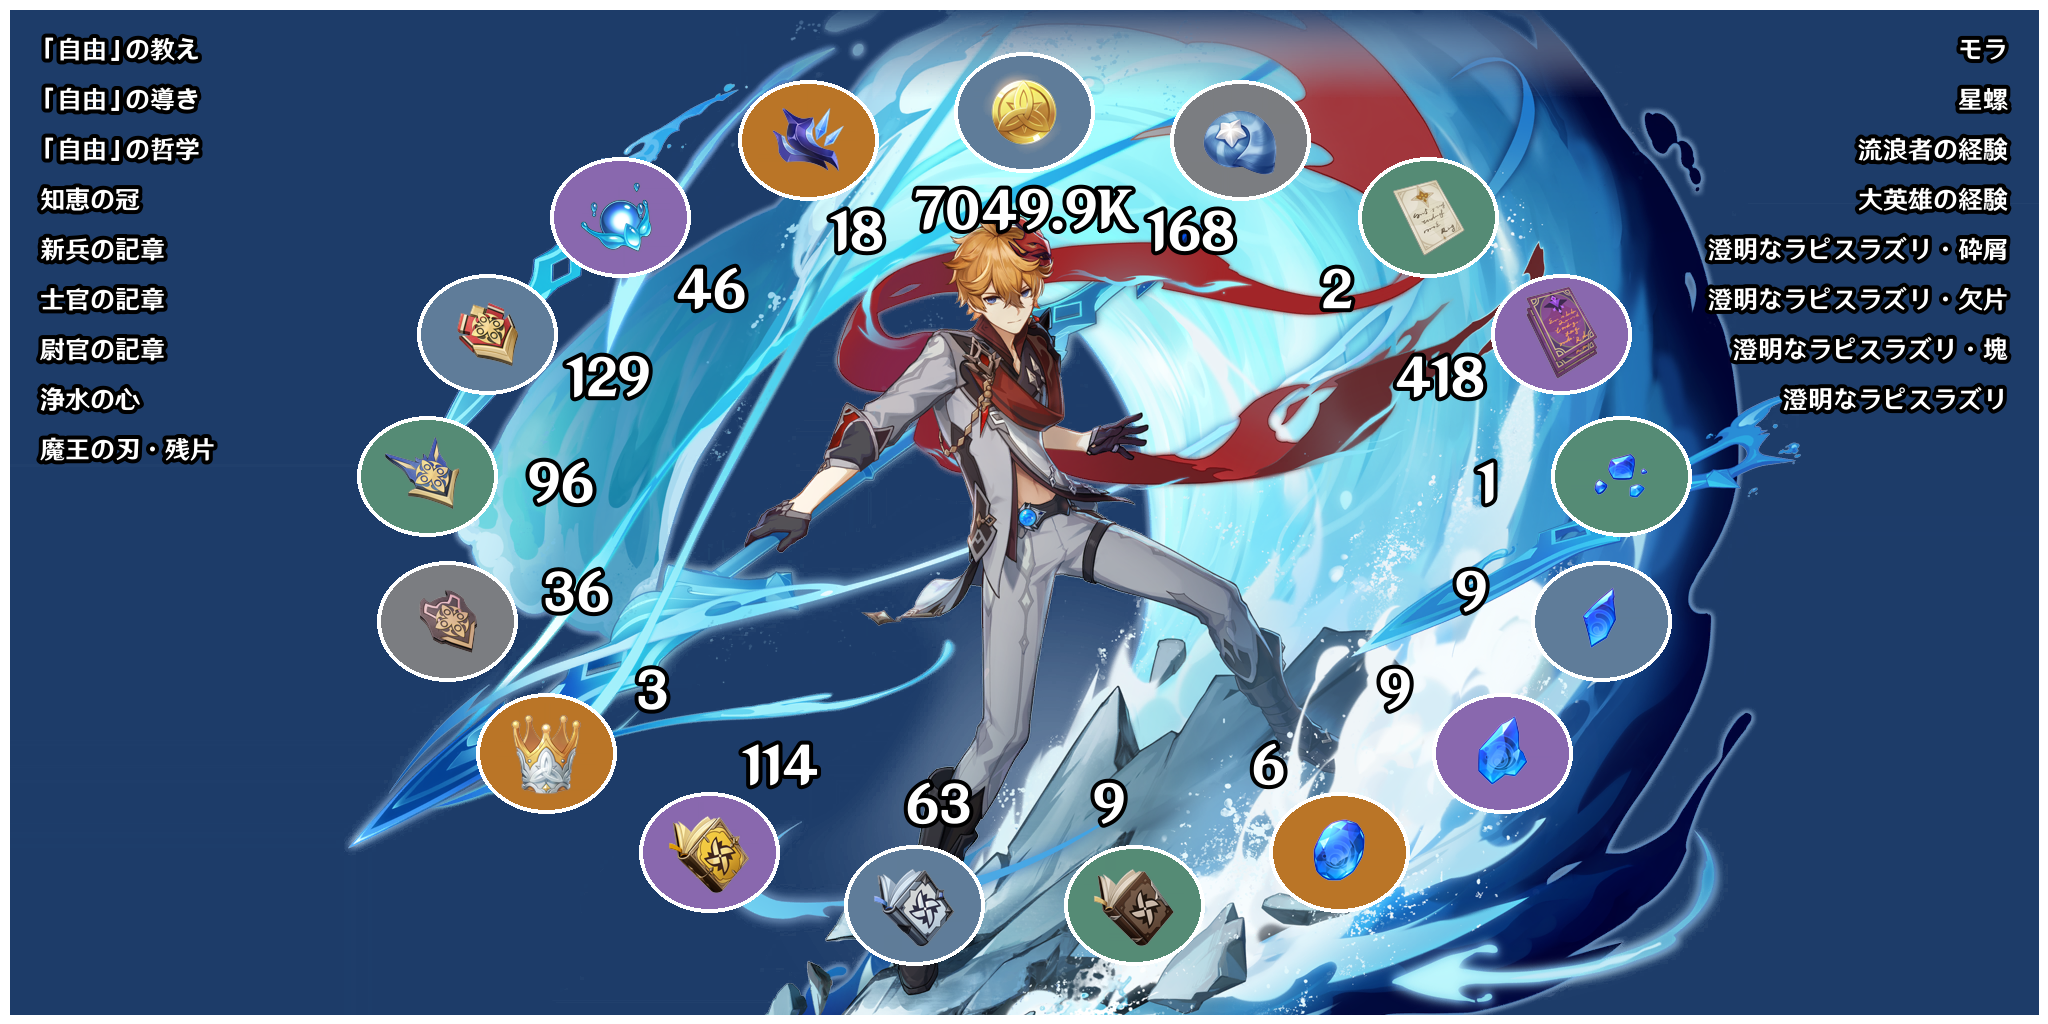 「自由」の教え
「自由」の導き
「自由」の哲学
知恵の冠
新兵の記章
士官の記章
尉官の記章
浄水の心
魔王の刃・残片
モラ
星螺
流浪者の経験
大英雄の経験
澄明なラピスラズリ・砕屑
澄明なラピスラズリ・欠片
澄明なラピスラズリ・塊
澄明なラピスラズリ
7049.9K
168
2
418
1
9
9
6
9
63
114
3
36
96
129
46
18